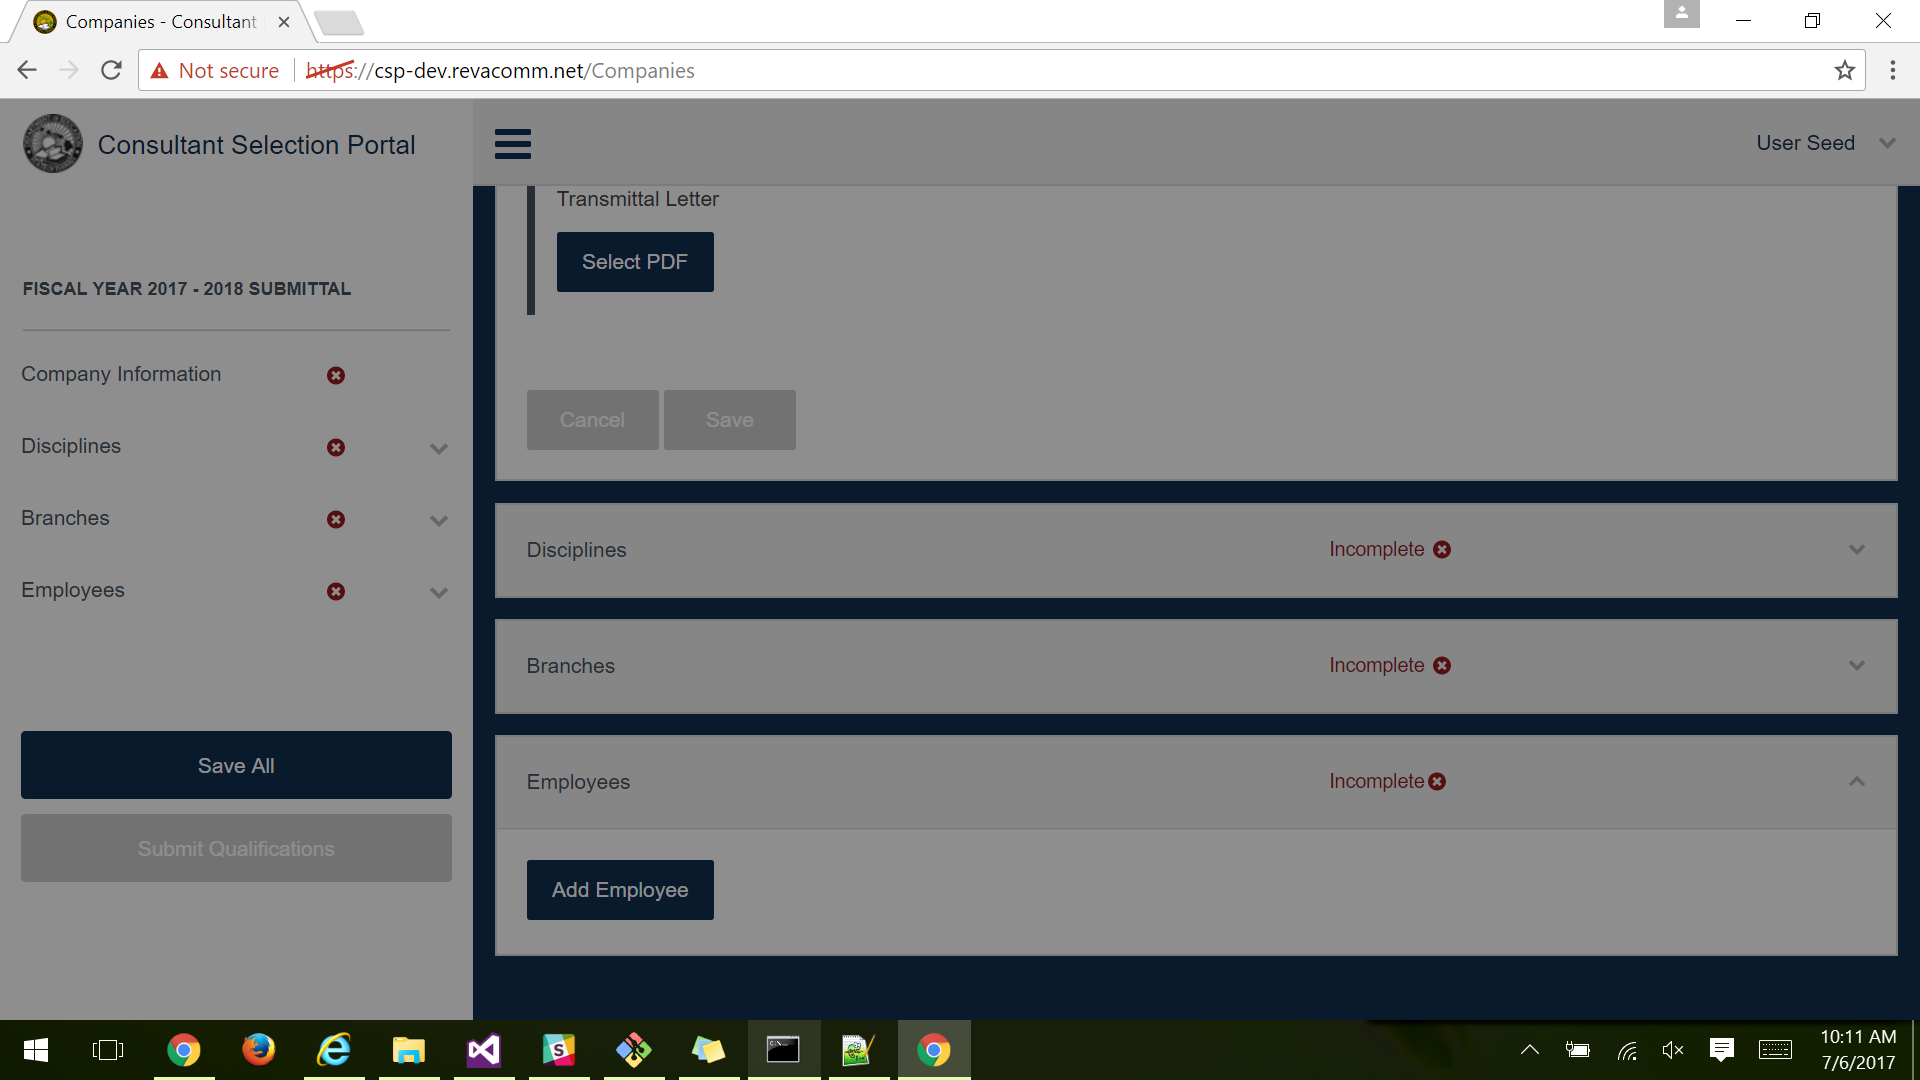 Companies - Consultant
Not secure
https://csp-dev.revacomm.net/Companies
Consultant Selection Portal
User Seed
Transmittal Letter
Select PDF
FISCAL YEAR 2017 - 2018 SUBMITTAL
Company Information
Cancel
Save
Disciplines
Branches
Employees
Disciplines
Incomplete
Branches
Incomplete
Save All
Employees
Incomplete
Submit Qualifications
Add Employee
10:11 AM
7/6/2017